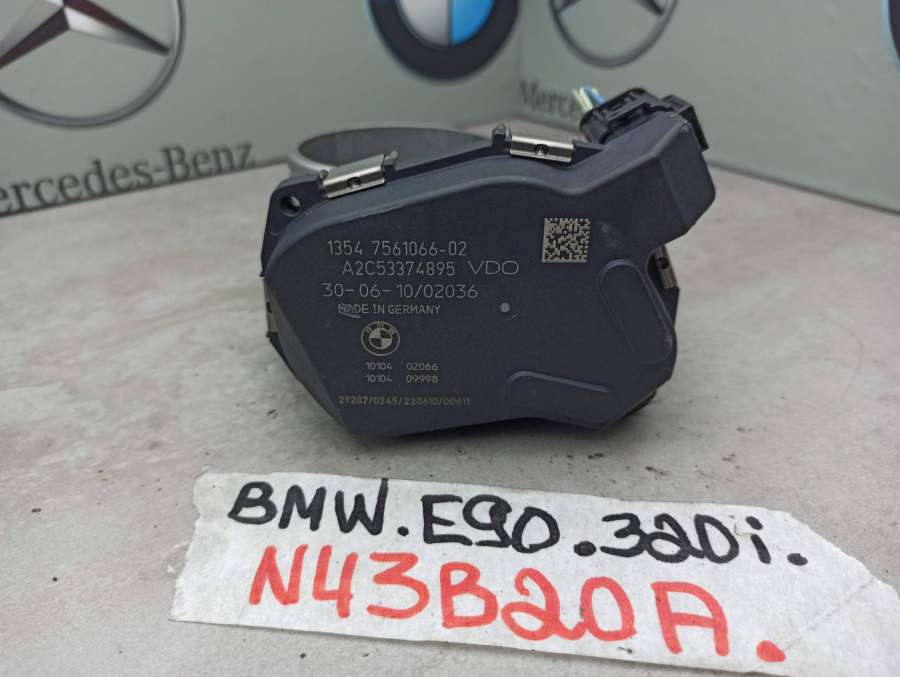 Mercedes-Benz
Mercedes
1354 7561066-02
A2C53374895 VDO
30-06-10/02036
MADE IN GERMANY
10104 02066
10104 09998
29287/0245/220610/00611
BMW.E90.320i.
N43B20A.